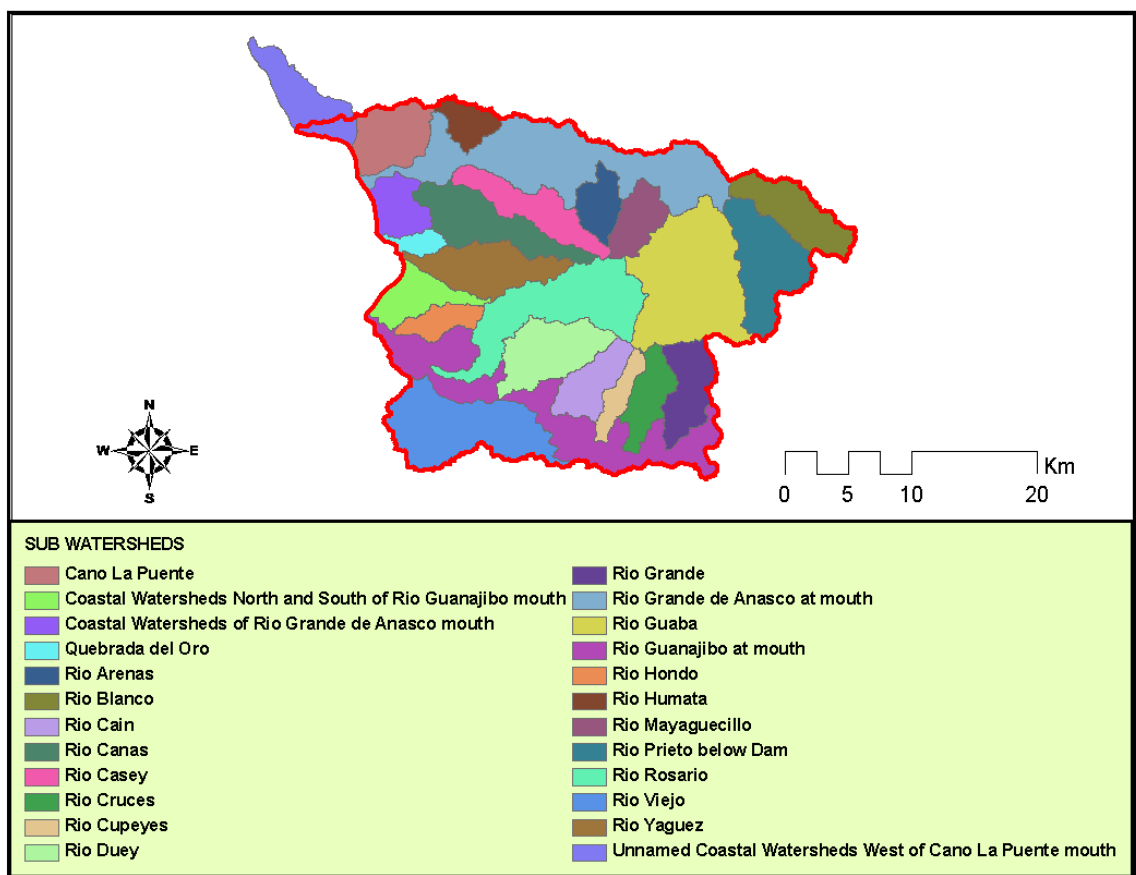 N
W E
S
Km
0 5 10 20
SUB WATERSHEDS
Cano La Puente
Coastal Watersheds North and South of Rio Guanajibo mouth
Coastal Watersheds of Rio Grande de Anasco mouth
Quebrada del Oro
Rio Arenas
Rio Blanco
Rio Cain
Rio Canas
Rio Casey
Rio Cruces
Rio Cupeyes
Rio Duey
Rio Grande
Rio Grande de Anasco at mouth
Rio Guaba
Rio Guanajibo at mouth
Rio Hondo
Rio Humata
Rio Mayaguecillo
Rio Prieto below Dam
Rio Rosario
Rio Viejo
Rio Yaguez
Unnamed Coastal Watersheds West of Cano La Puente mouth